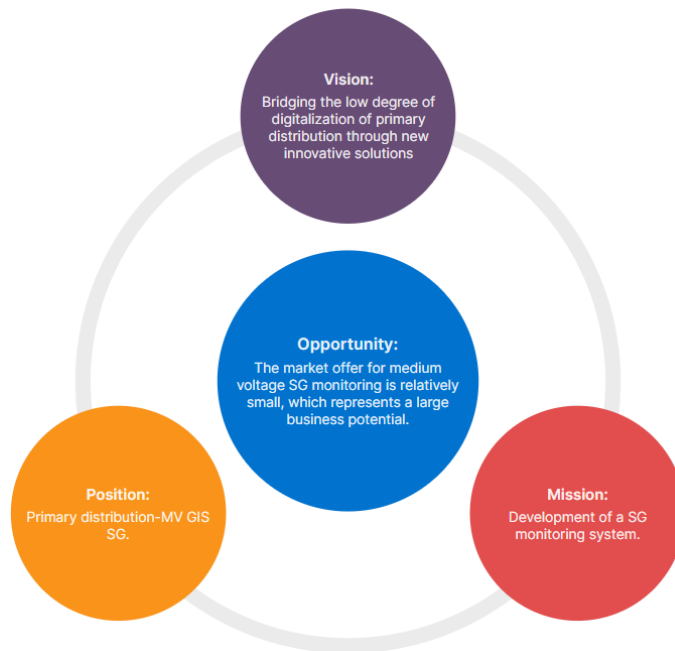 Vision:
Bridging the low degree of
digitalization of primary
distribution through new
innovative solutions
Opportunity:
The market offer for medium
voltage SG monitoring is relatively
small, which represents a large
business potential.
Position:
Primary distribution-MV GIS
SG.
Mission:
Development of a SG
monitoring system.